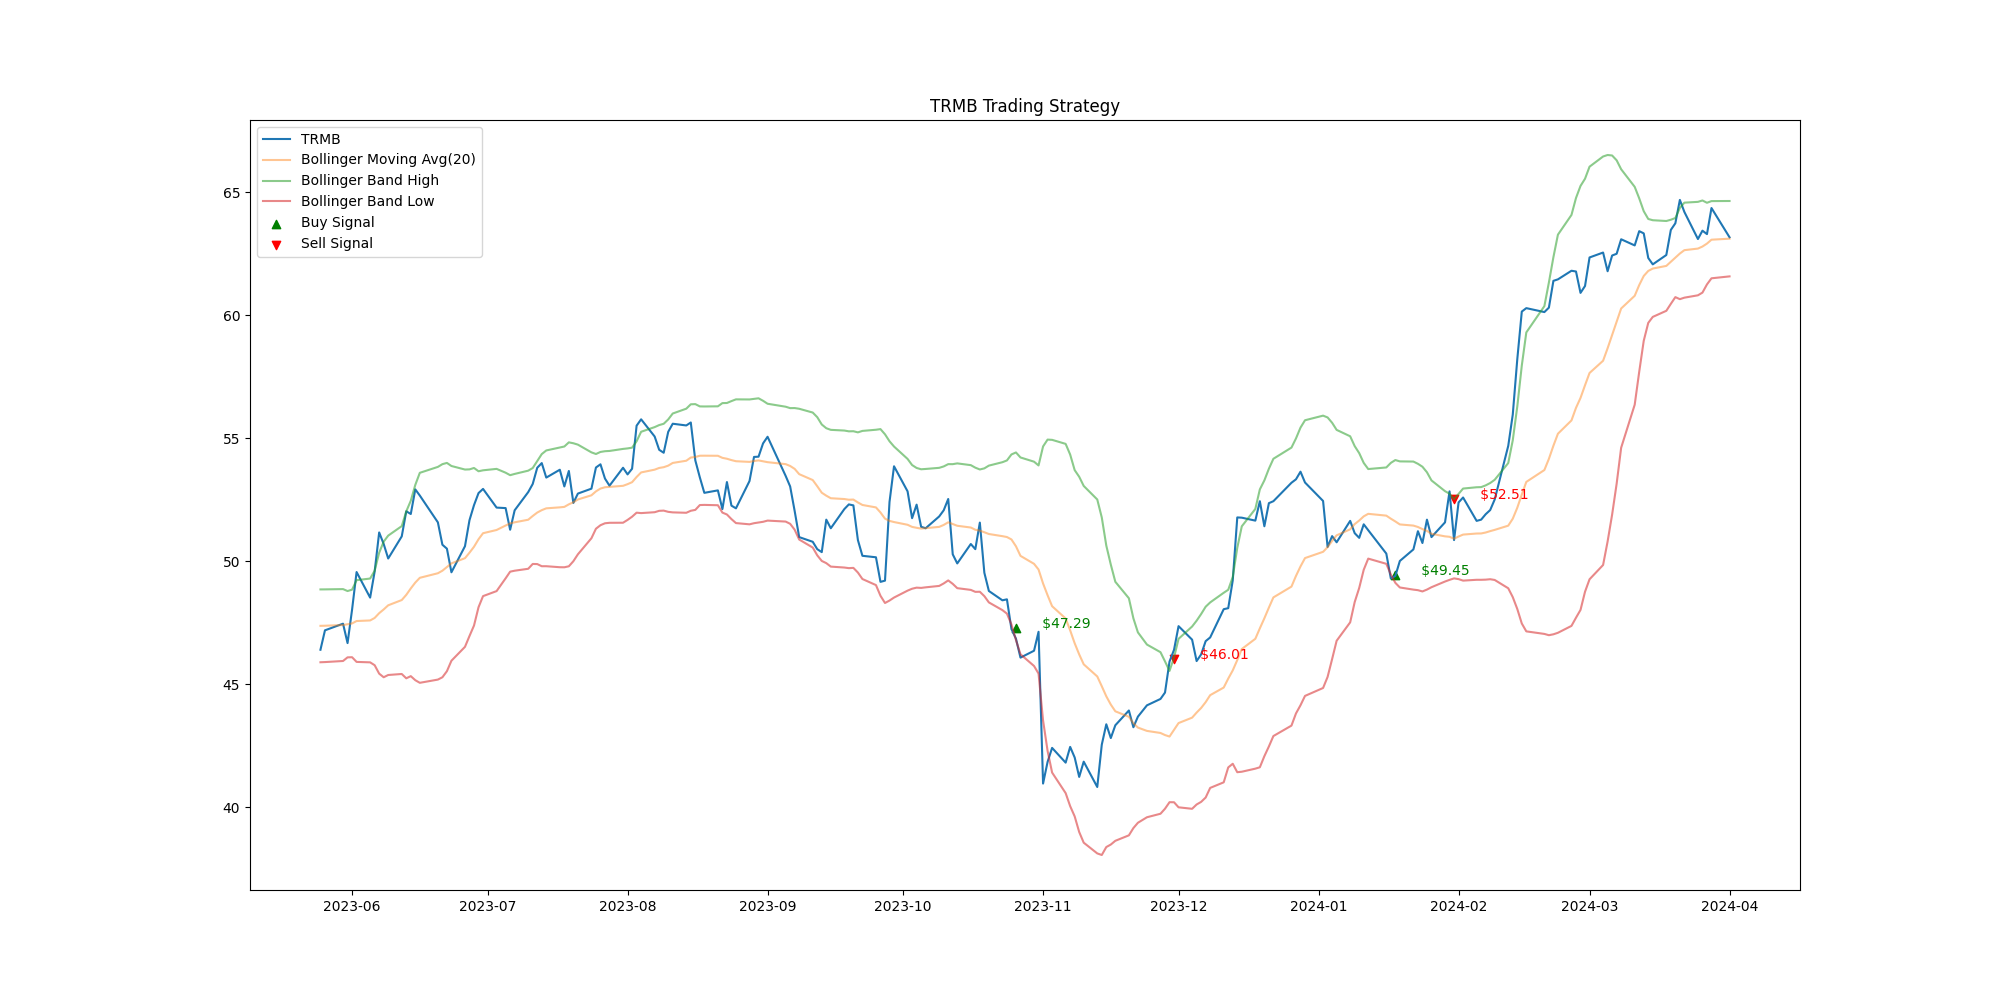 TRMB Trading Strategy
TRMB
Bollinger Moving Avg(20)
Bollinger Band High
Bollinger Band Low
Buy Signal
Sell Signal
65
60
55
50
45
40
$52.51
$49.45
$47.29
$46.01
2023-06 2023-07 2023-08 2023-09 2023-10 2023-11 2023-12 2024-01 2024-02 2024-03 2024-04